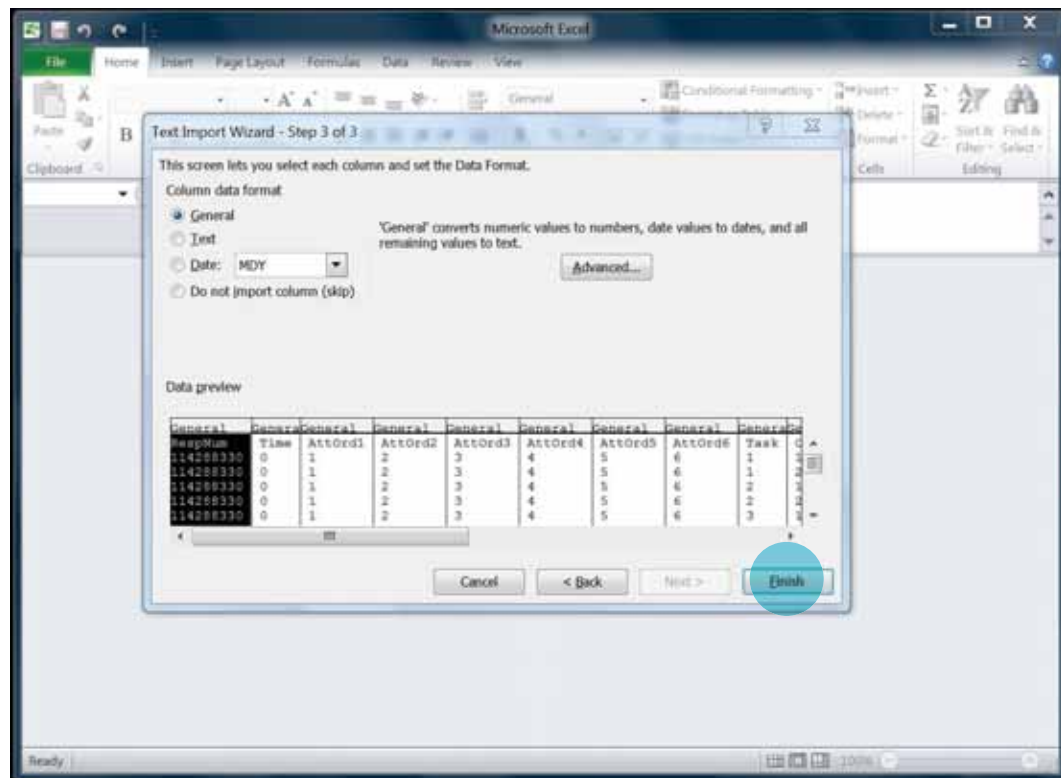 Microsoft Excel
File Home Insert Page Layout Formulas Data Review View
General Conditional Formatting Insert Σ
Paste B Delete Sort & Find &
Format Filter Select
Clipboard Cells Editing
Text Import Wizard - Step 3 of 3
This screen lets you select each column and set the Data Format.
Column data format
General
Text
Date: MDY
Do not import column (skip)
'General' converts numeric values to numbers, date values to dates, and all
remaining values to text.
Advanced...
Data preview
General General General General General General General
RespNum Time AttOrd1 AttOrd2 AttOrd3 AttOrd4 AttOrd5 AttOrd6 Task
114288330 0 1 2 3 4 5 6 1
114288330 0 1 2 3 4 5 6 1
114288330 0 1 2 3 4 5 6 2
114288330 0 1 2 3 4 5 6 2
114288330 0 1 2 3 4 5 6 3
Cancel < Back Next > Finish
Ready 100%